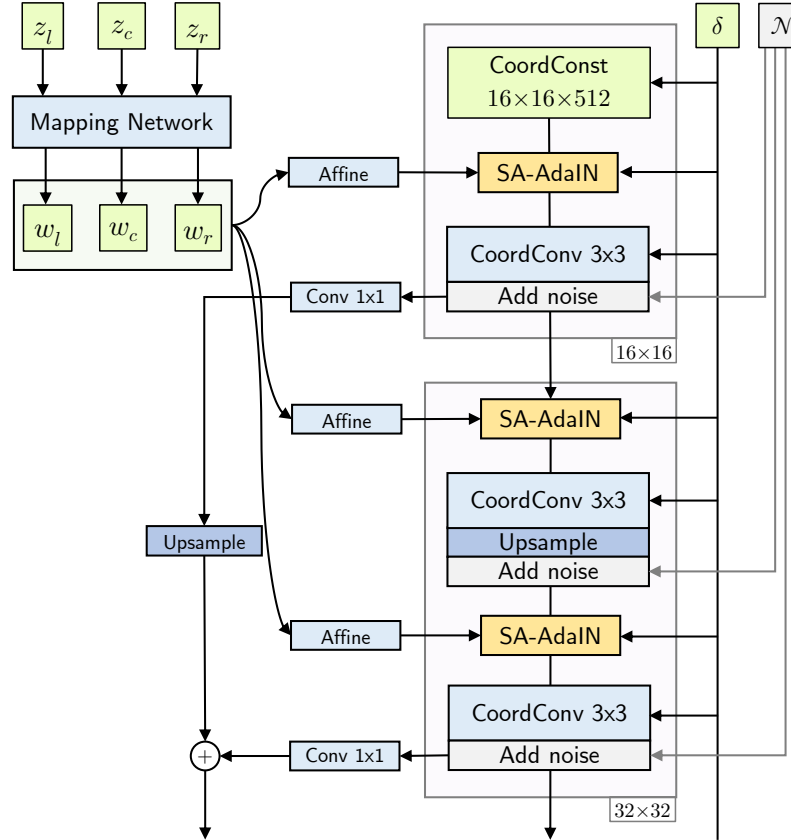 z_l z_c z_r
δ
𝒩
Mapping Network
w_l w_c w_r
CoordConst
16×16×512
Affine
SA-AdaIN
CoordConv 3x3
Conv 1x1
Add noise
16×16
Affine
SA-AdaIN
CoordConv 3x3
Upsample
Upsample
Add noise
Affine
SA-AdaIN
CoordConv 3x3
+
Conv 1x1
Add noise
32×32